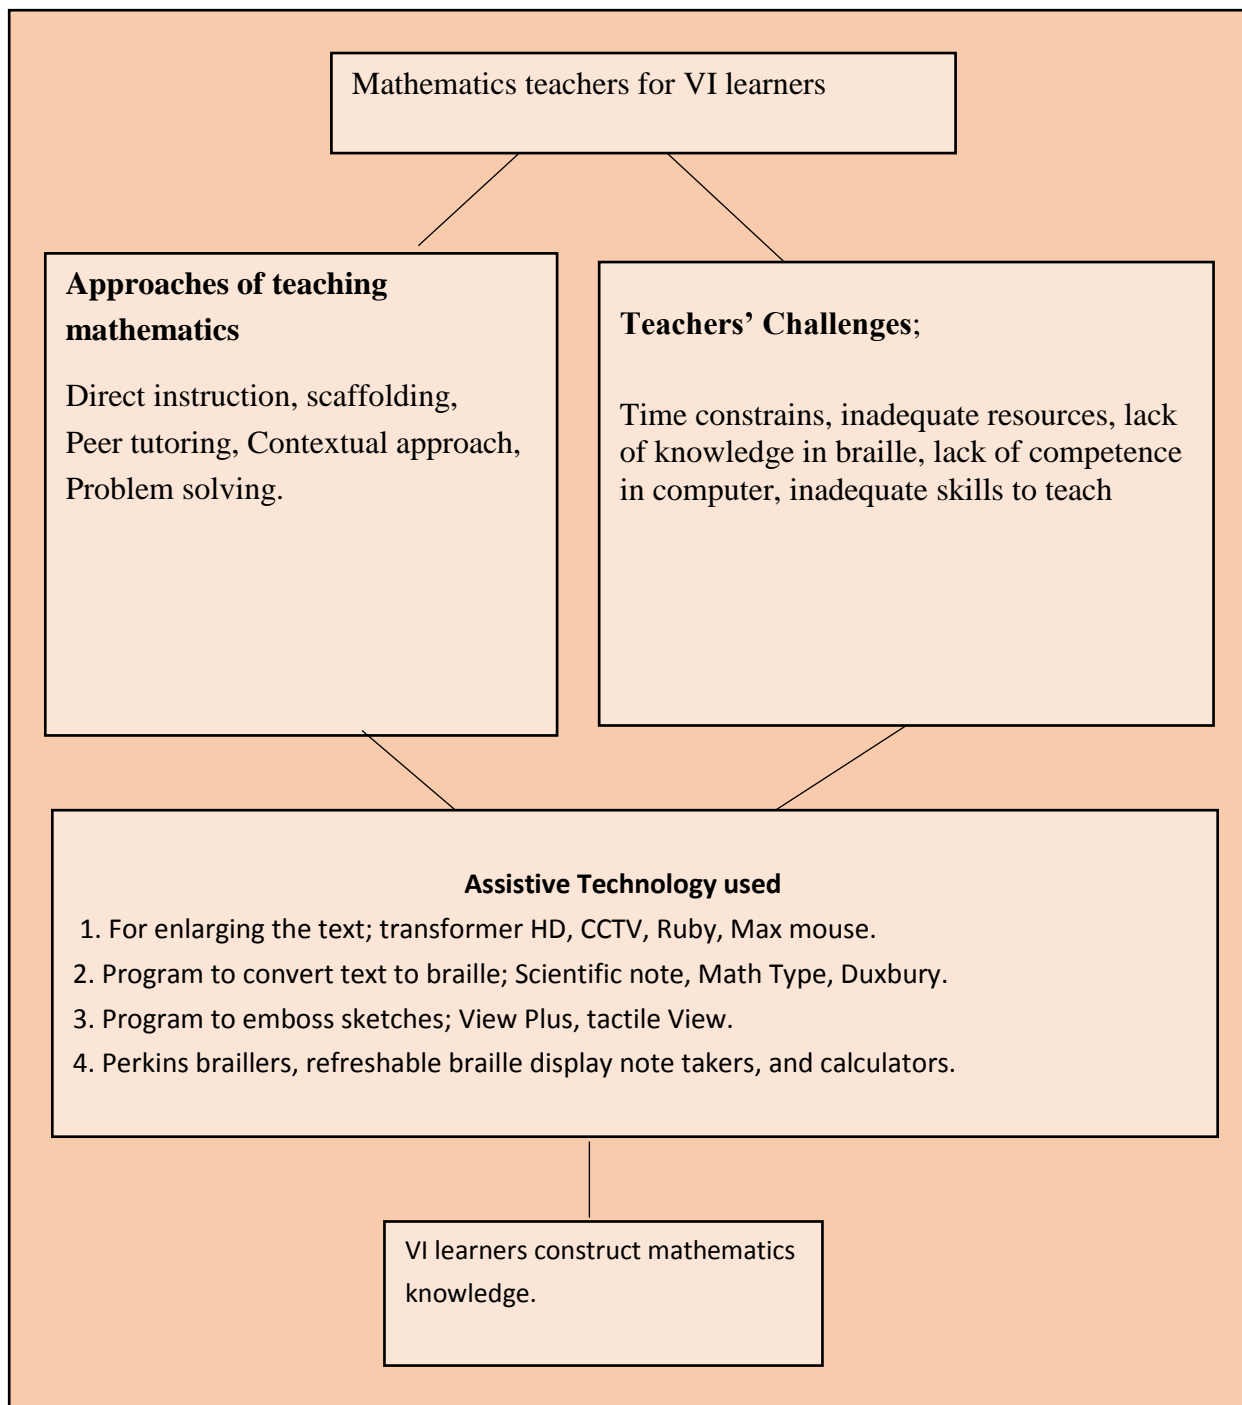 Mathematics teachers for VI learners
Approaches of teaching
mathematics
Direct instruction, scaffolding,
Peer tutoring, Contextual approach,
Problem solving.
Teachers’ Challenges;
Time constrains, inadequate resources, lack
of knowledge in braille, lack of competence
in computer, inadequate skills to teach
Assistive Technology used
1. For enlarging the text; transformer HD, CCTV, Ruby, Max mouse.
2. Program to convert text to braille; Scientific note, Math Type, Duxbury.
3. Program to emboss sketches; View Plus, tactile View.
4. Perkins braillers, refreshable braille display note takers, and calculators.
VI learners construct mathematics
knowledge.